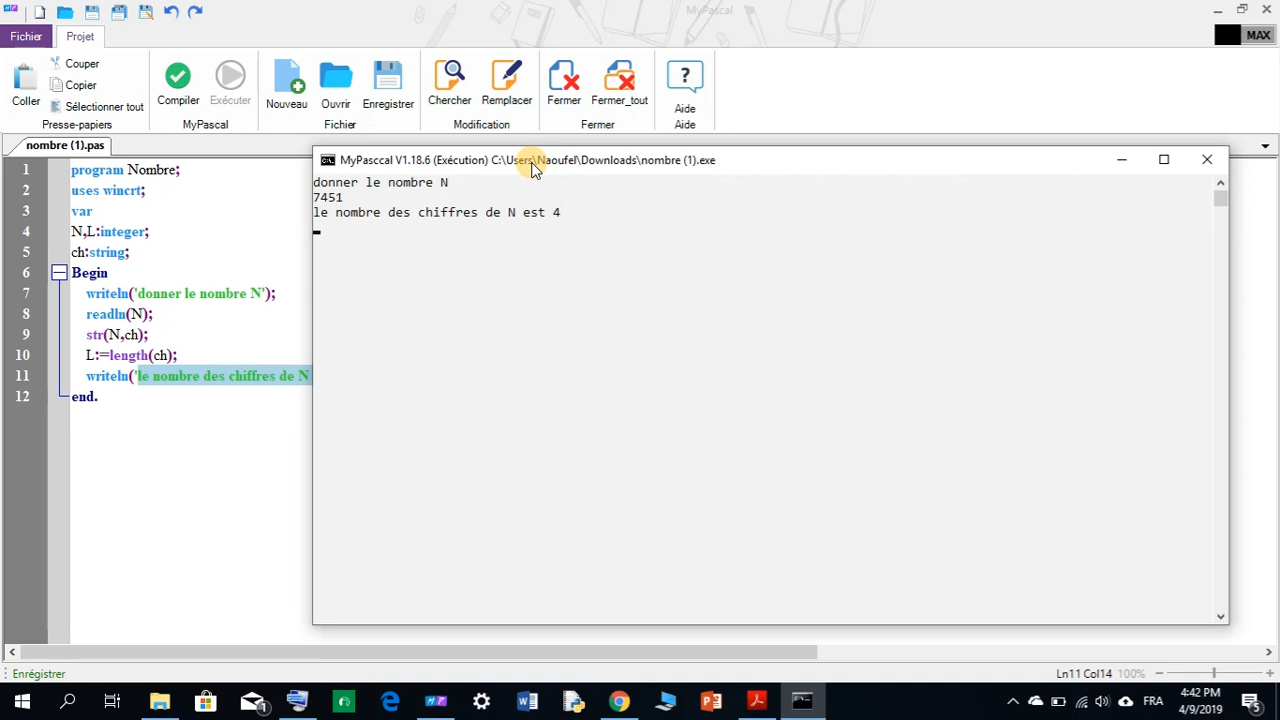 MyPascal
Fichier
Projet
MAX
Coller
Couper
Copier
Sélectionner tout
Presse-papiers
Compiler
Exécuter
MyPascal
Nouveau
Ouvrir
Enregistrer
Fichier
Chercher
Remplacer
Modification
Fermer
Fermer_tout
Fermer
?
Aide
Aide
nombre (1).pas
1 program Nombre;
2 uses wincrt;
3 var
4 N,L:integer;
5 ch:string;
6 Begin
7 writeln('donner le nombre N');
8 readln(N);
9 str(N,ch);
10 L:=length(ch);
11 writeln('le nombre des chiffres de N
12 end.
MyPasccal V1.18.6 (Exécution) C:\Users\Naoufel\Downloads\nombre (1).exe
donner le nombre N
7451
le nombre des chiffres de N est 4
Enrégistrer
Ln11 Col14 100%
1
FRA
4:42 PM
4/9/2019
5